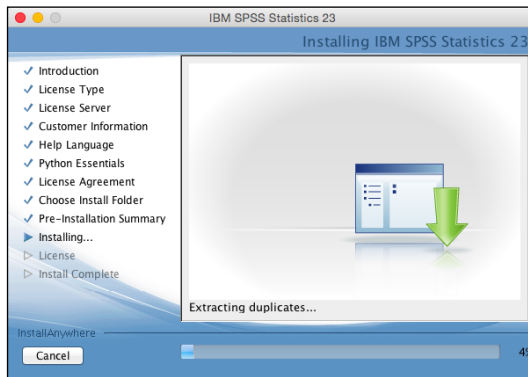 IBM SPSS Statistics 23
Installing IBM SPSS Statistics 23
Introduction
License Type
License Server
Customer Information
Help Language
Python Essentials
License Agreement
Choose Install Folder
Pre-Installation Summary
Installing...
License
Install Complete
Extracting duplicates...
InstallAnywhere
Cancel
4%